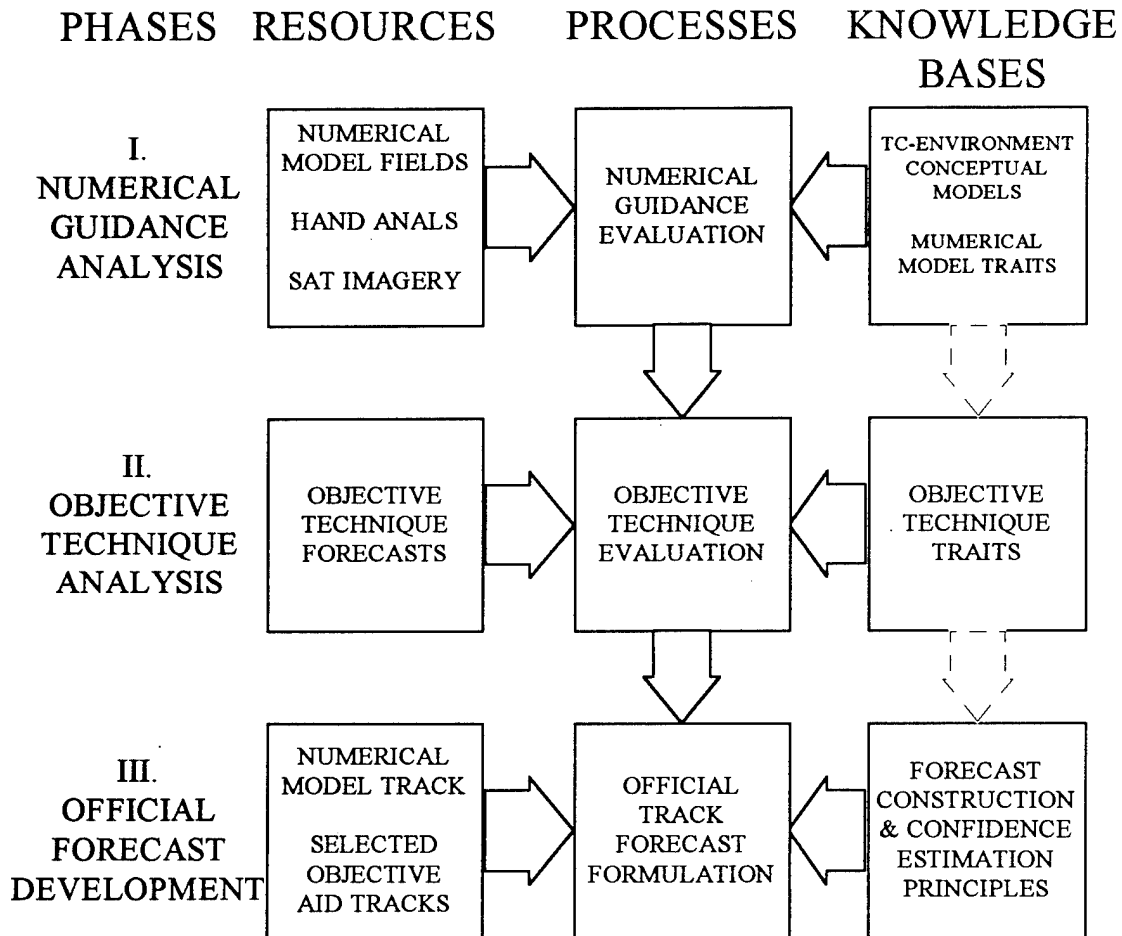 PHASES RESOURCES PROCESSES KNOWLEDGE
BASES
I.
NUMERICAL
GUIDANCE
ANALYSIS
NUMERICAL
MODEL FIELDS
HAND ANALS
SAT IMAGERY
NUMERICAL
GUIDANCE
EVALUATION
TC-ENVIRONMENT
CONCEPTUAL
MODELS
MUMERICAL
MODEL TRAITS
II.
OBJECTIVE
TECHNIQUE
ANALYSIS
OBJECTIVE
TECHNIQUE
FORECASTS
OBJECTIVE
TECHNIQUE
EVALUATION
OBJECTIVE
TECHNIQUE
TRAITS
III.
OFFICIAL
FORECAST
DEVELOPMENT
NUMERICAL
MODEL TRACK
SELECTED
OBJECTIVE
AID TRACKS
OFFICIAL
TRACK
FORECAST
FORMULATION
FORECAST
CONSTRUCTION
& CONFIDENCE
ESTIMATION
PRINCIPLES